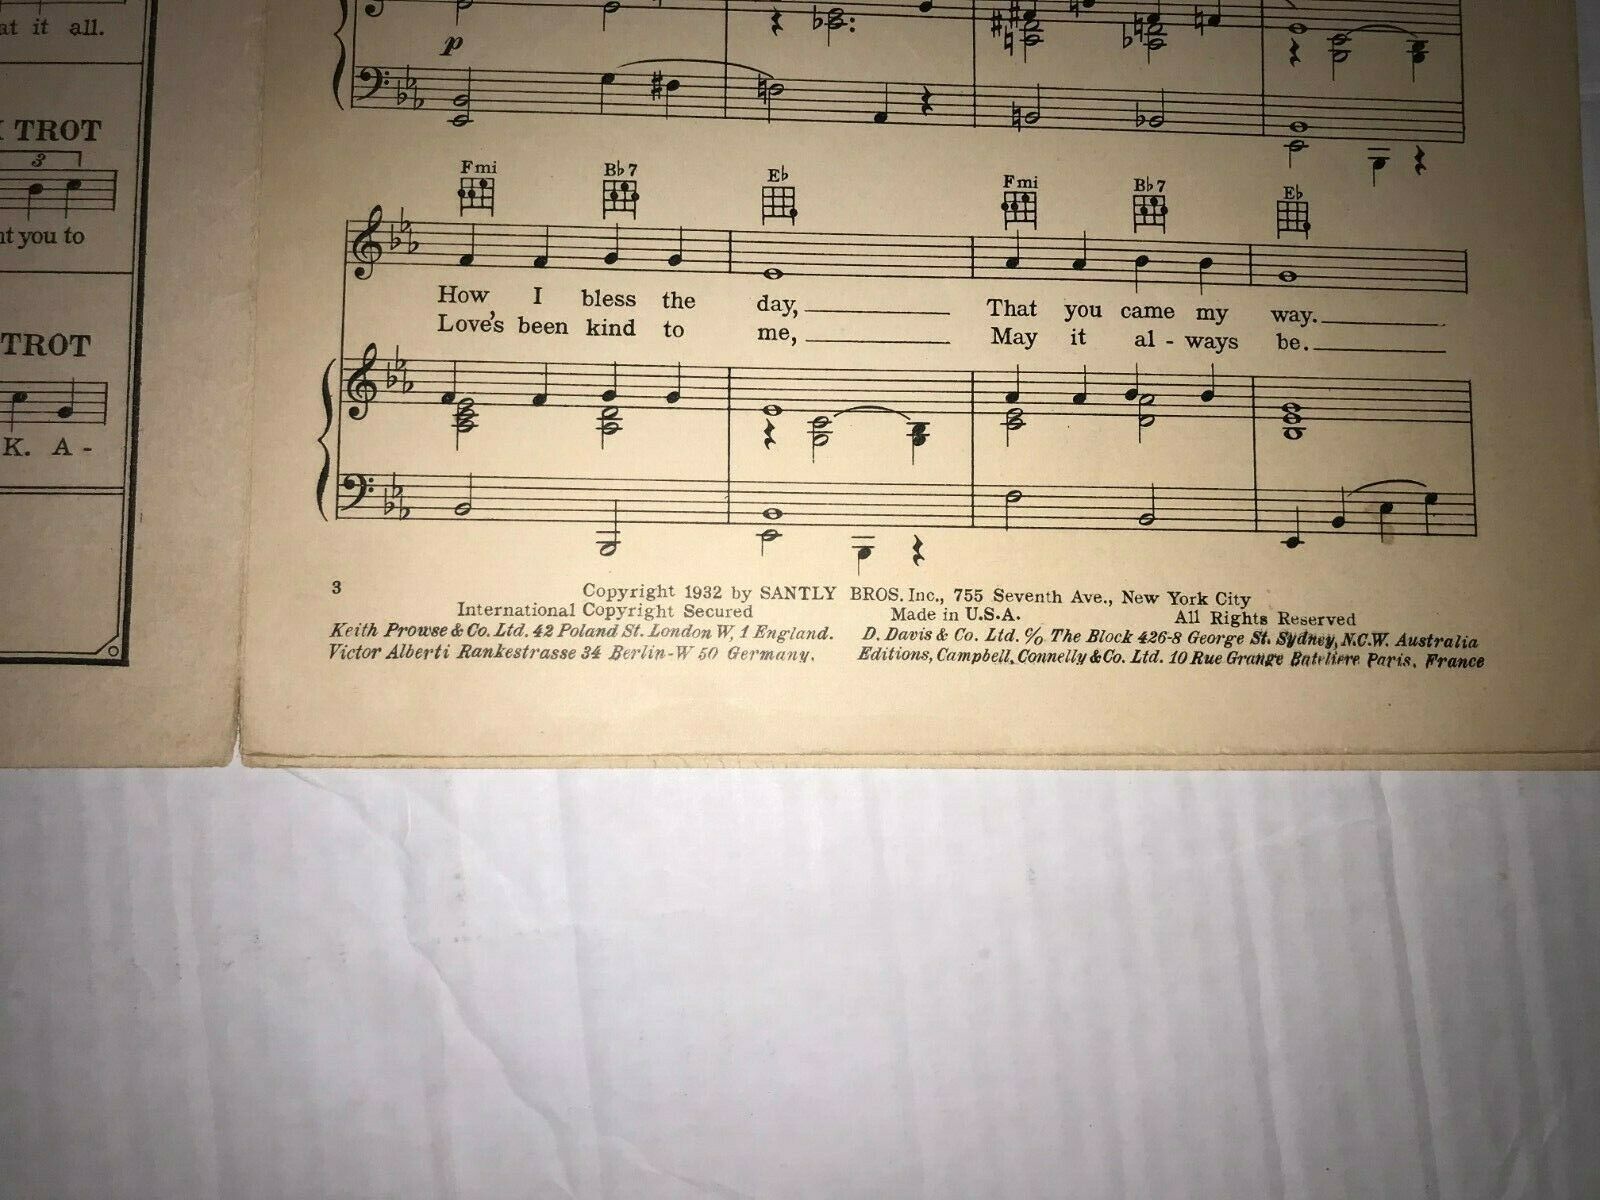 at it all.
TROT
3
you to
TROT
K. A -
p
Fmi Bb7 Eb Fmi Bb7 Eb
How I bless the day, That you came my way.
Love's been kind to me, May it al - ways be.
3
Copyright 1932 by SANTLY BROS. Inc., 755 Seventh Ave., New York City
International Copyright Secured Made in U.S.A. All Rights Reserved
Keith Prowse & Co. Ltd. 42 Poland St. London W, 1 England. D. Davis & Co. Ltd. c/o The Block 426-8 George St. Sydney, N.C.W. Australia
Victor Alberti Rankestrasse 34 Berlin-W 50 Germany. Editions, Campbell, Connelly & Co. Ltd. 10 Rue Grange Bateliere Paris, France